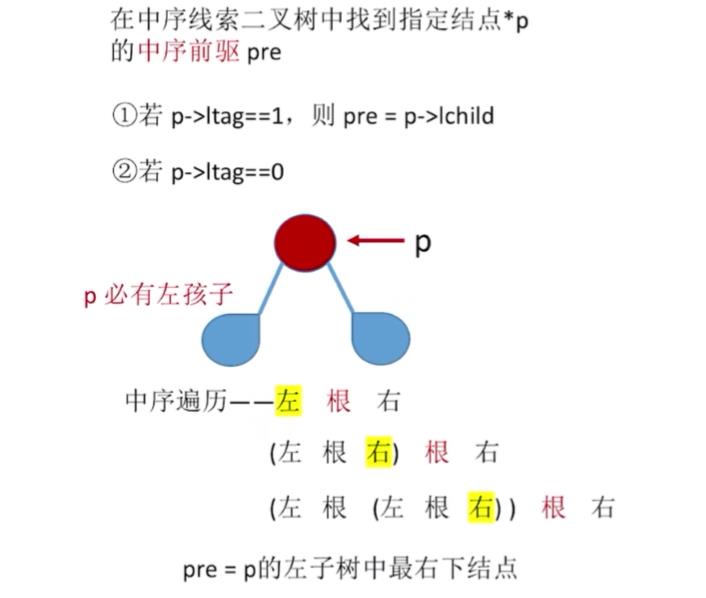 在中序线索二叉树中找到指定结点*p
的中序前驱 pre
①若 p->ltag==1，则 pre = p->lchild
②若 p->ltag==0
p
p 必有左孩子
中序遍历——左 根 右
(左 根 右) 根 右
(左 根 (左 根 右)) 根 右
pre = p的左子树中最右下结点